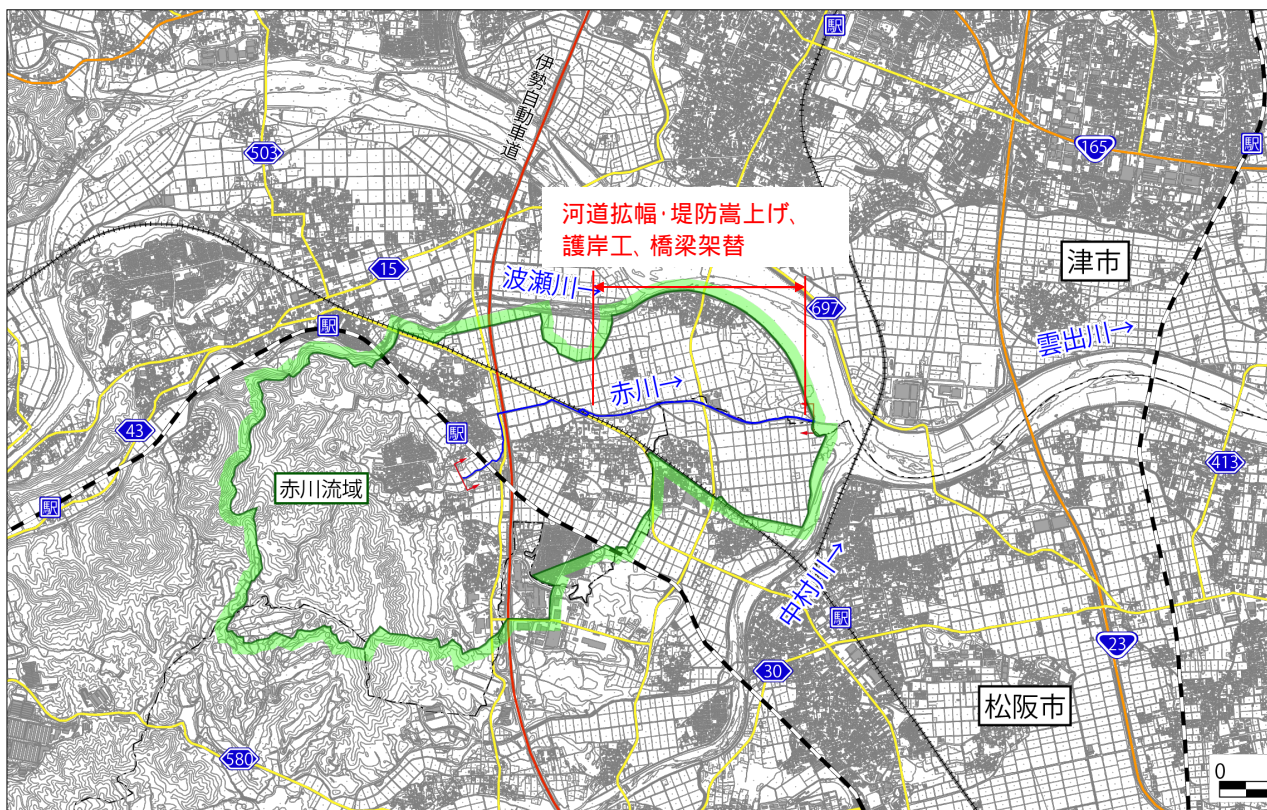 駅
伊勢自動車道
503
165
駅
河道拡幅・堤防嵩上げ、
護岸工、橋梁架替
津市
15
波瀬川→
697
駅
雲出川→
赤川→
43
駅
413
赤川流域
駅
中村川→
駅
23
30
松阪市
580
0